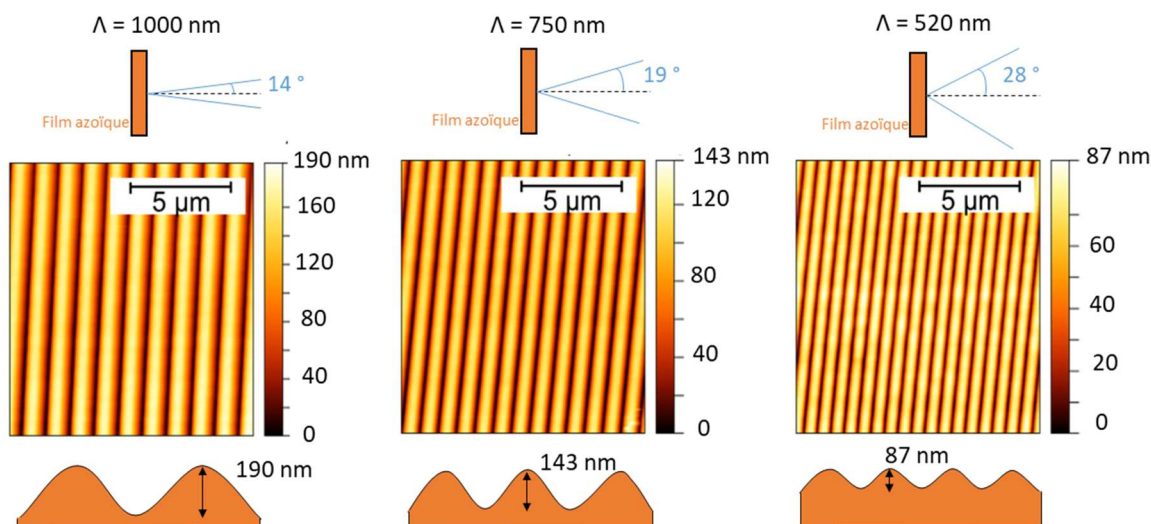 Λ = 1000 nm
14 °
Film azoïque
190 nm
160
120
80
40
0
5 µm
190 nm
Λ = 750 nm
19 °
Film azoïque
143 nm
120
80
40
0
5 µm
143 nm
Λ = 520 nm
28 °
Film azoïque
87 nm
60
40
20
0
5 µm
87 nm